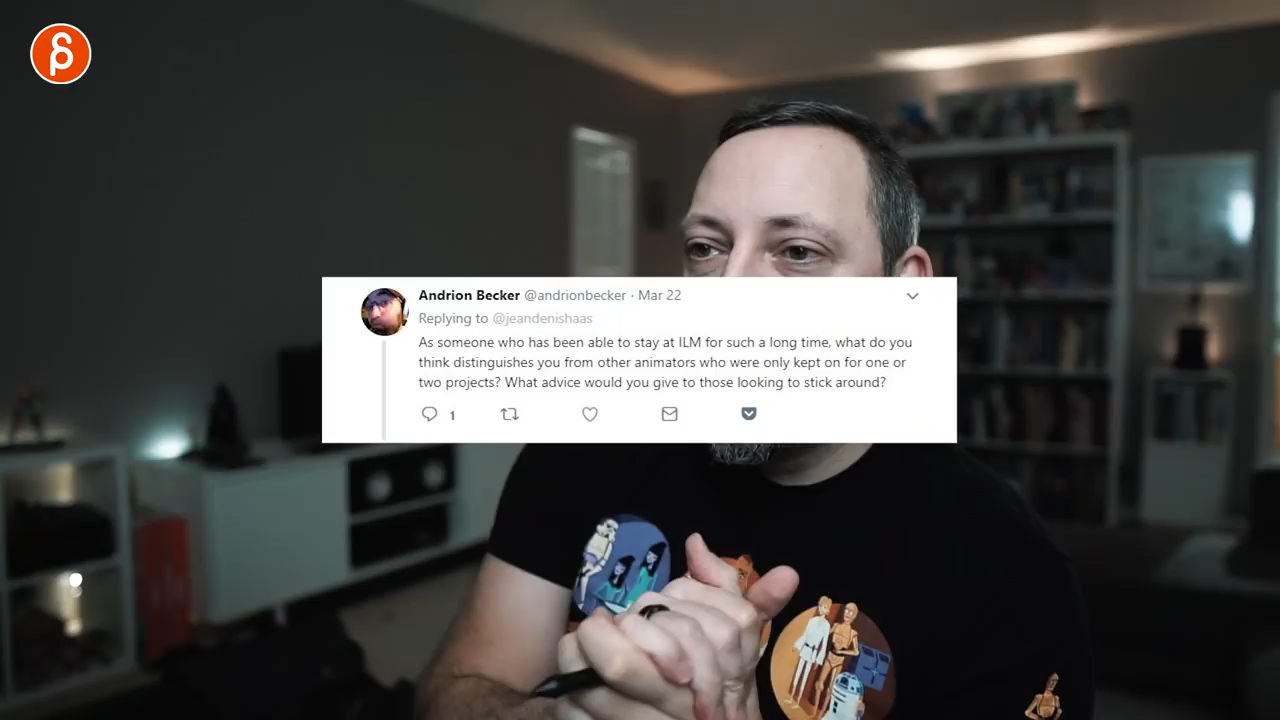 Andrion Becker @andrionbecker · Mar 22
Replying to @jeandenishaas
As someone who has been able to stay at ILM for such a long time, what do you
think distinguishes you from other animators who were only kept on for one or
two projects? What advice would you give to those looking to stick around?
1